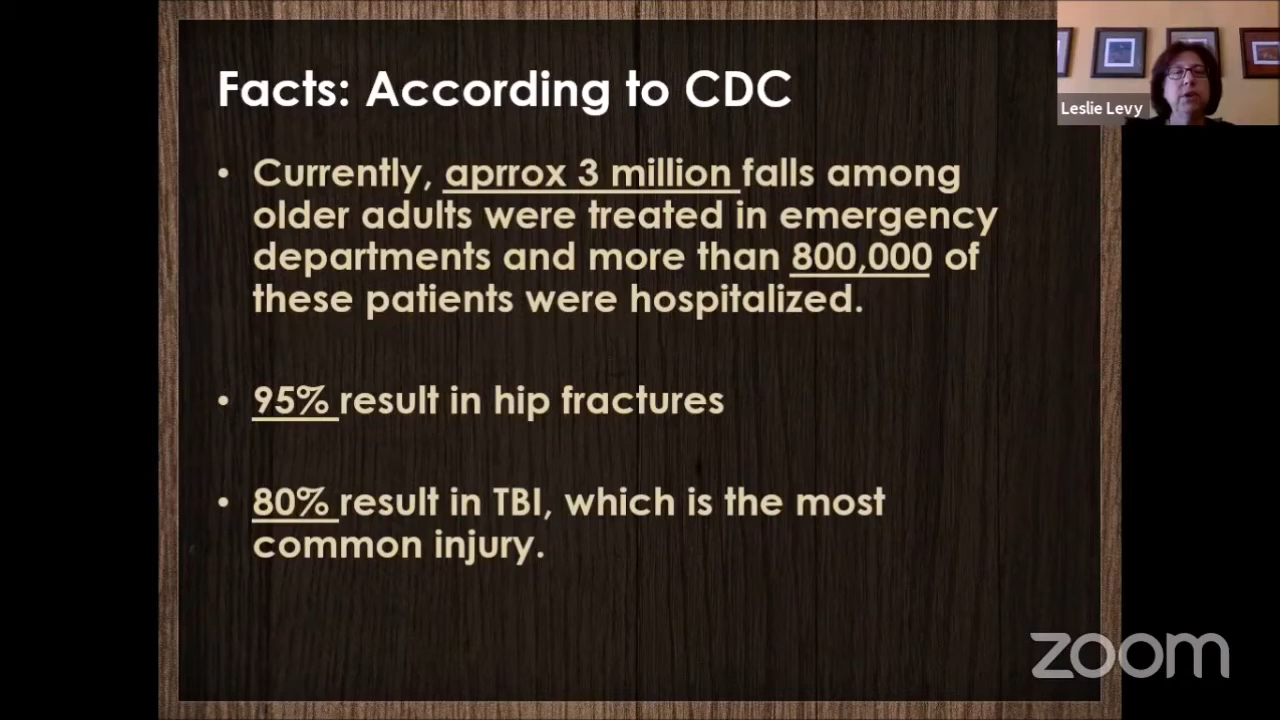 Facts: According to CDC
• Currently, aprrox 3 million falls among
older adults were treated in emergency
departments and more than 800,000 of
these patients were hospitalized.
• 95% result in hip fractures
• 80% result in TBI, which is the most
common injury.
Leslie Levy
zoom